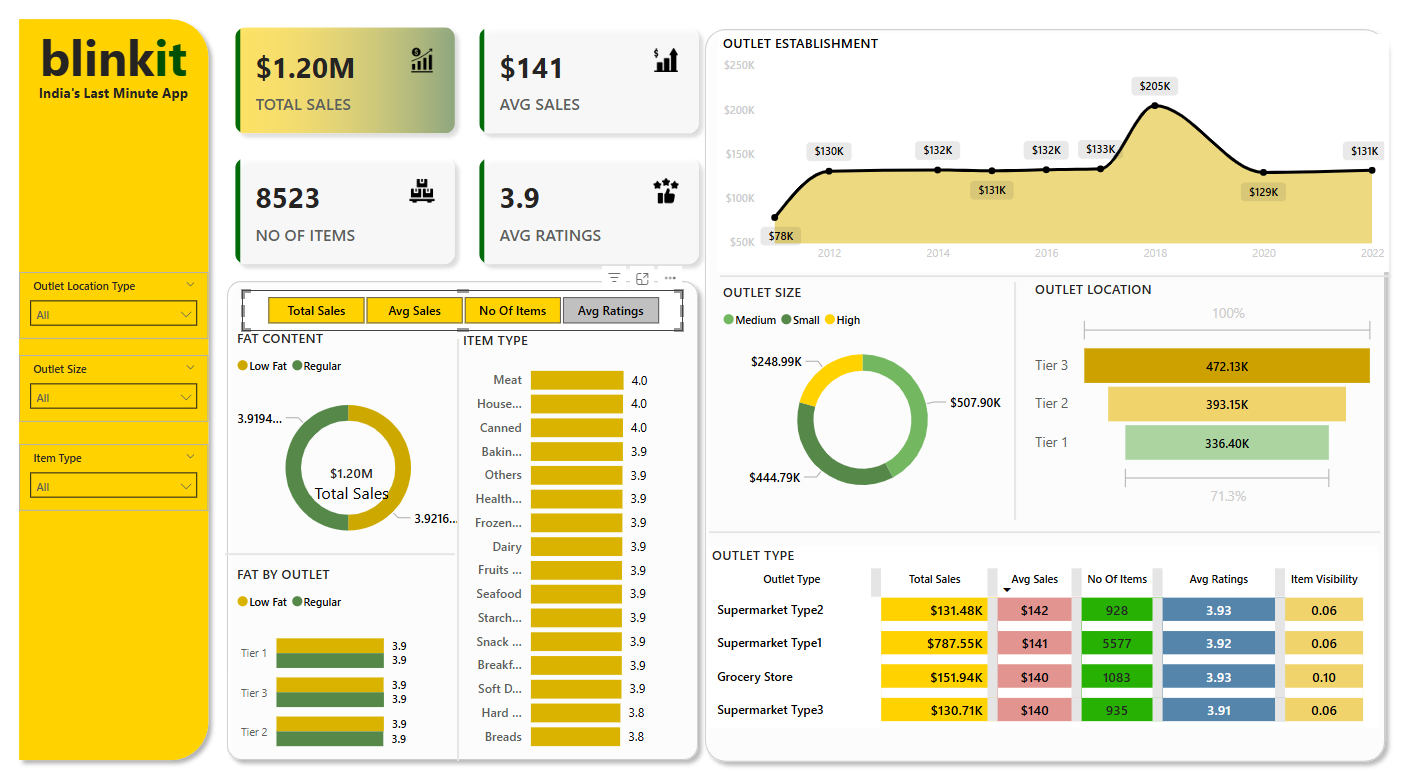 blinkit
India's Last Minute App
Outlet Location Type
All
Outlet Size
All
Item Type
All
$1.20M
TOTAL SALES
$141
AVG SALES
8523
NO OF ITEMS
3.9
AVG RATINGS
Total Sales
Avg Sales
No Of Items
Avg Ratings
FAT CONTENT
Low Fat
Regular
3.9194...
$1.20M
Total Sales
3.9216...
FAT BY OUTLET
Low Fat
Regular
Tier 1
3.9
3.9
Tier 3
3.9
3.9
Tier 2
3.9
3.9
ITEM TYPE
Meat 4.0
House... 4.0
Canned 4.0
Bakin... 3.9
Others 3.9
Health... 3.9
Frozen... 3.9
Dairy 3.9
Fruits ... 3.9
Seafood 3.9
Starch... 3.9
Snack ... 3.9
Breakf... 3.9
Soft D... 3.9
Hard ... 3.8
Breads 3.8
OUTLET ESTABLISHMENT
$250K
$200K
$150K
$100K
$50K
$78K
$130K
$132K
$131K
$132K
$133K
$205K
$129K
$131K
2012
2014
2016
2018
2020
2022
OUTLET SIZE
Medium
Small
High
$248.99K
$507.90K
$444.79K
OUTLET LOCATION
100%
Tier 3 472.13K
Tier 2 393.15K
Tier 1 336.40K
71.3%
OUTLET TYPE
Outlet Type Total Sales Avg Sales No Of Items Avg Ratings Item Visibility
Supermarket Type2 $131.48K $142 928 3.93 0.06
Supermarket Type1 $787.55K $141 5577 3.92 0.06
Grocery Store $151.94K $140 1083 3.93 0.10
Supermarket Type3 $130.71K $140 935 3.91 0.06